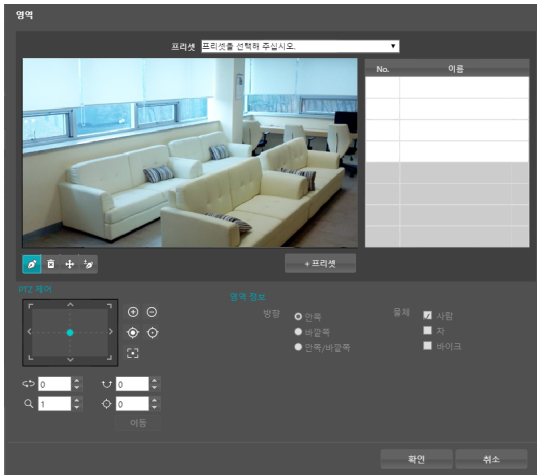 영역
프리셋 프리셋을 선택해 주십시오.
No. 이름
+ 프리셋
PTZ 제어
영역 정보
방향 안쪽 물체 사람
바깥쪽 차
안쪽/바깥쪽 바이크
0 0
1 0
이동
확인 취소